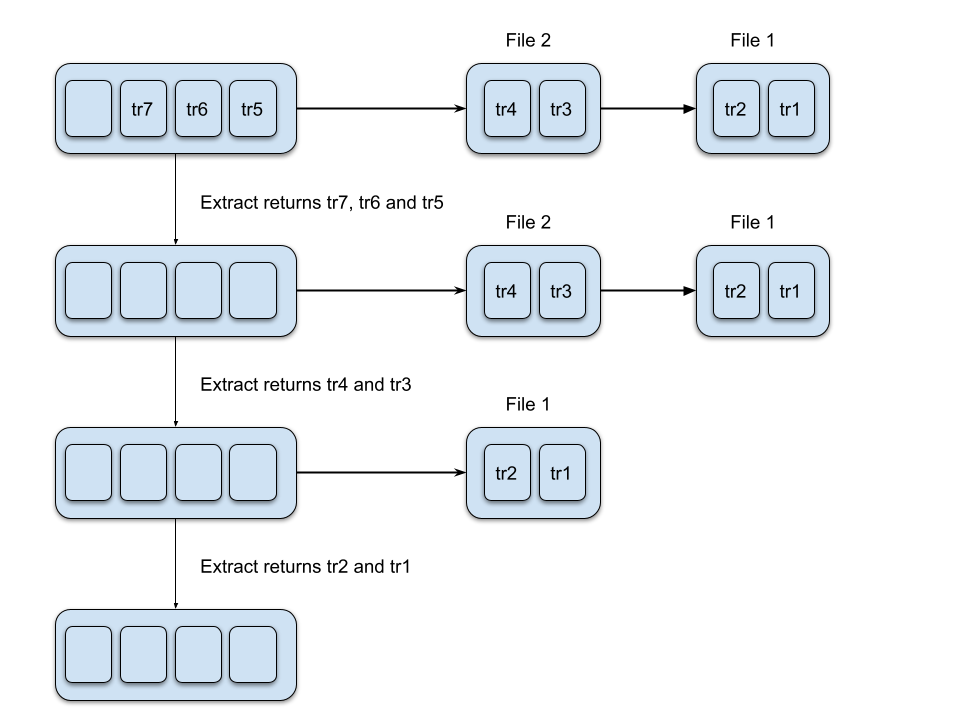 File 2 File 1
tr7 tr6 tr5 tr4 tr3 tr2 tr1
Extract returns tr7, tr6 and tr5
File 2 File 1
tr4 tr3 tr2 tr1
Extract returns tr4 and tr3
File 1
tr2 tr1
Extract returns tr2 and tr1